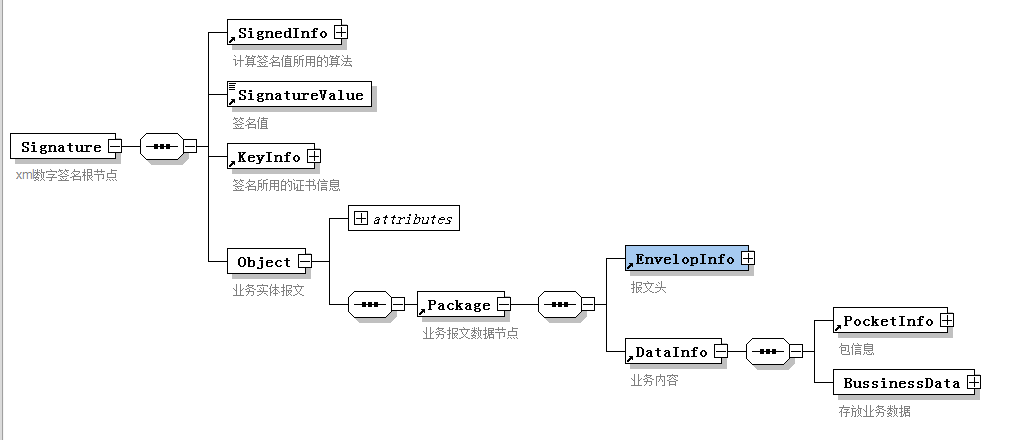 SignedInfo
计算签名值所用的算法
SignatureValue
签名值
Signature
xml数字签名根节点
KeyInfo
签名所用的证书信息
attributes
Object
业务实体报文
Package
业务报文数据节点
EnvelopInfo
报文头
DataInfo
业务内容
PocketInfo
包信息
BussinessData
存放业务数据